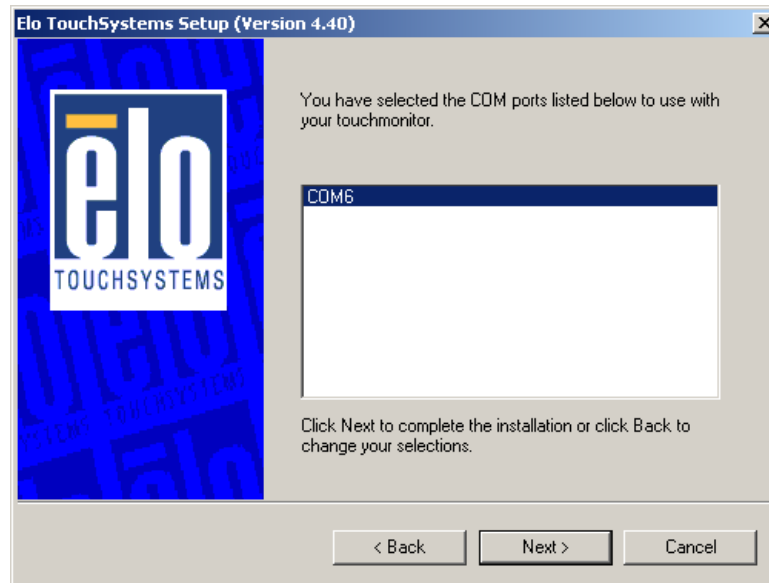 Elo TouchSystems Setup (Version 4.40)
elo
TOUCHSYSTEMS
You have selected the COM ports listed below to use with
your touchmonitor.
COM6
Click Next to complete the installation or click Back to
change your selections.
< Back
Next >
Cancel